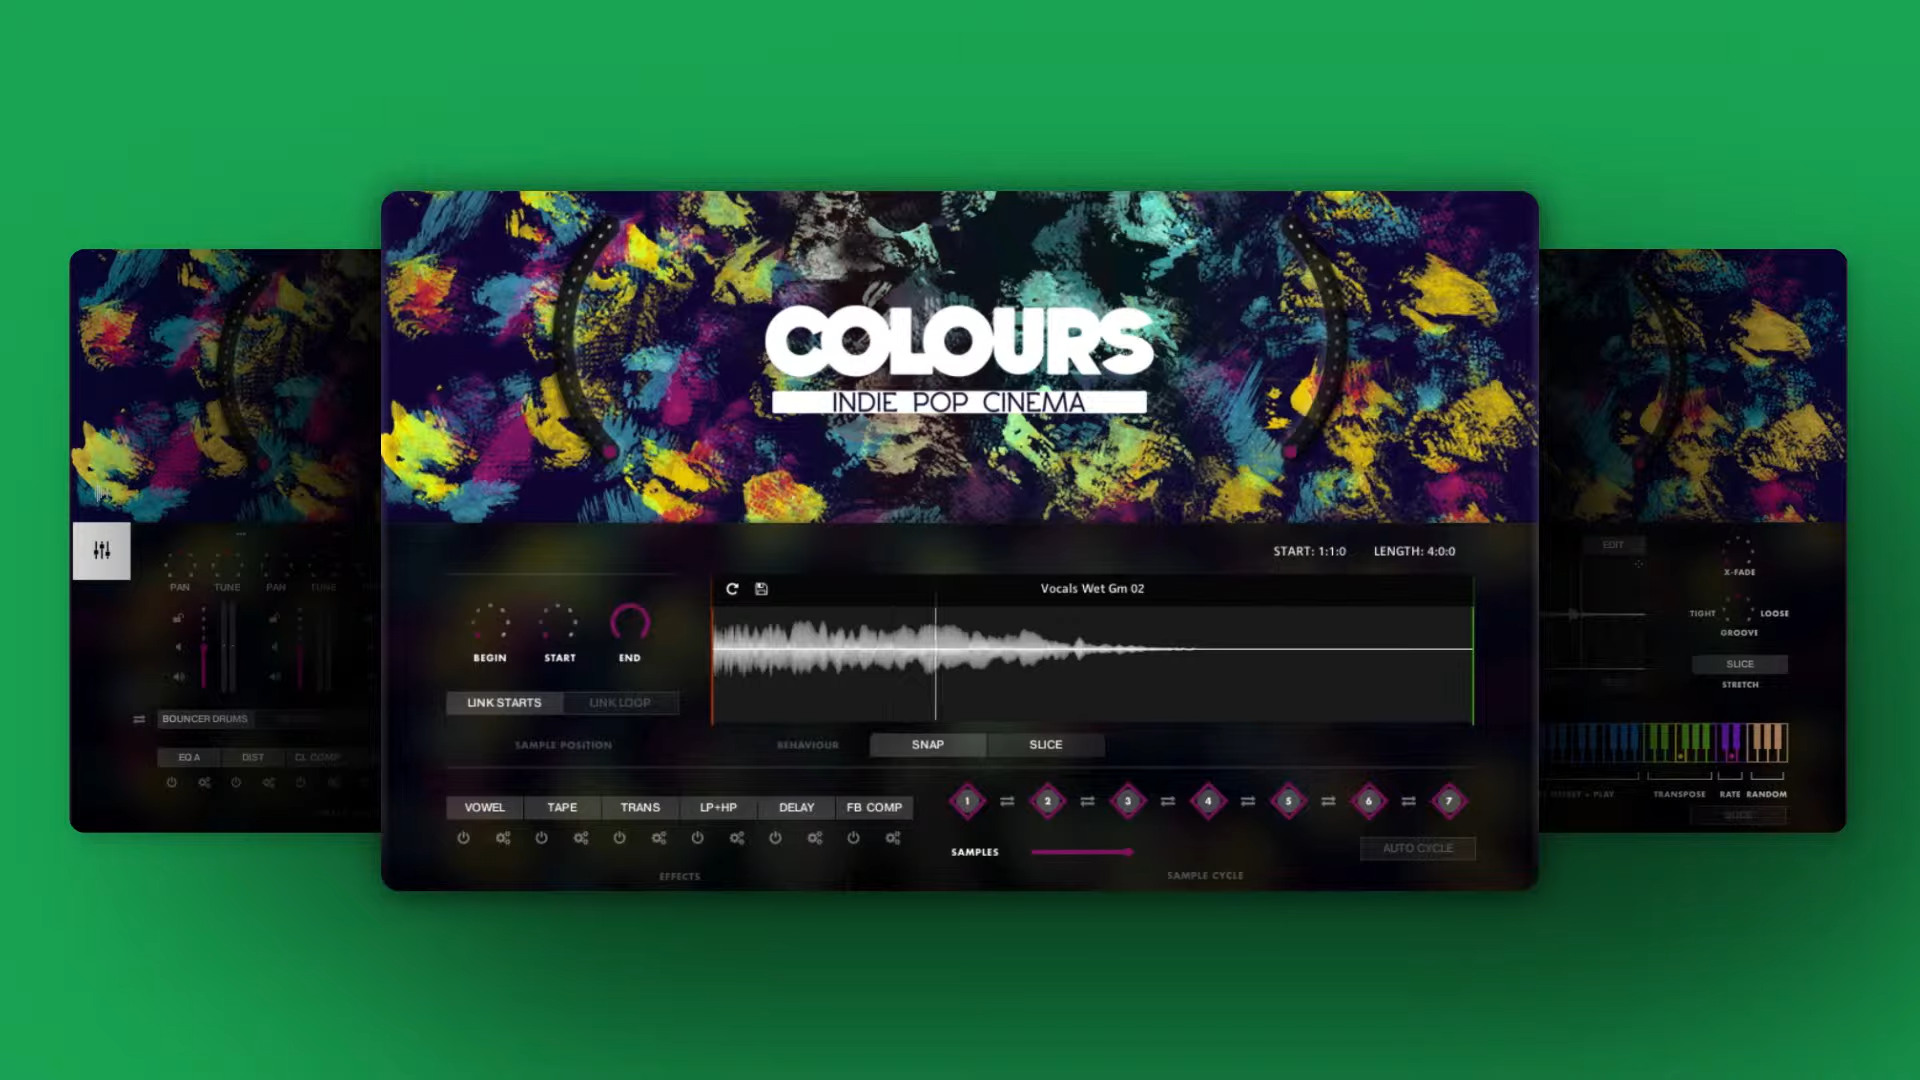 COLOURS
INDIE POP CINEMA
START: 1:1:0 LENGTH: 4:0:0
Vocals Wet Gm 02
BEGIN START END
LINK STARTS LINK LOOP
SAMPLE POSITION
BEHAVIOUR SNAP SLICE
VOWEL TAPE TRANS LP+HP DELAY FB COMP
EFFECTS
1 2 3 4 5 6 7
SAMPLES
AUTO CYCLE
SAMPLE CYCLE
PAN TUNE PAN TUNE
BOUNCER DRUMS
EQ A DIST CL COMP
EDIT
X-FADE
TIGHT LOOSE
GROOVE
SLICE
STRETCH
+ PLAY TRANSPOSE RATE RANDOM